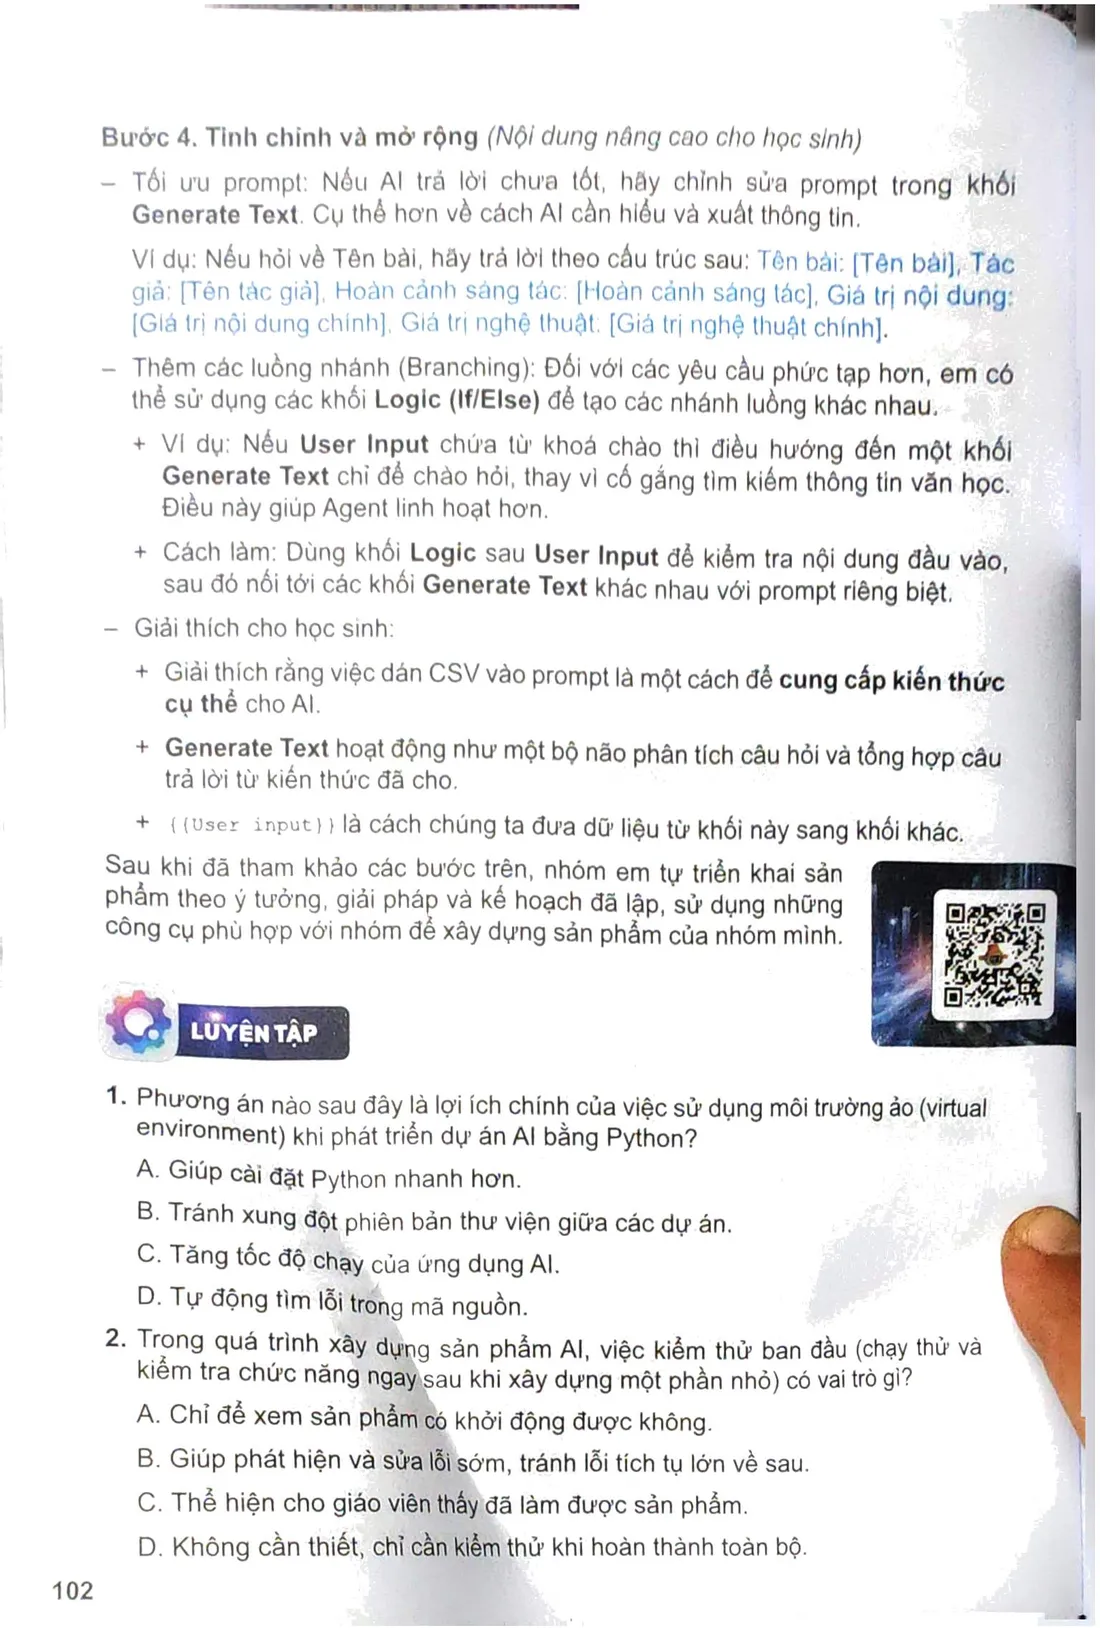 Bước 4. Tinh chỉnh và mở rộng (Nội dung nâng cao cho học sinh)
– Tối ưu prompt: Nếu AI trả lời chưa tốt, hãy chỉnh sửa prompt trong khối
Generate Text. Cụ thể hơn về cách AI cần hiểu và xuất thông tin.
Ví dụ: Nếu hỏi về Tên bài, hãy trả lời theo cấu trúc sau: Tên bài: [Tên bài], Tác
giả: [Tên tác giả], Hoàn cảnh sáng tác: [Hoàn cảnh sáng tác], Giá trị nội dung:
[Giá trị nội dung chính], Giá trị nghệ thuật: [Giá trị nghệ thuật chính].
– Thêm các luồng nhánh (Branching): Đối với các yêu cầu phức tạp hơn, em có
thể sử dụng các khối Logic (If/Else) để tạo các nhánh luồng khác nhau.
+ Ví dụ: Nếu User Input chứa từ khoá chào thì điều hướng đến một khối
Generate Text chỉ để chào hỏi, thay vì cố gắng tìm kiếm thông tin văn học.
Điều này giúp Agent linh hoạt hơn.
+ Cách làm: Dùng khối Logic sau User Input để kiểm tra nội dung đầu vào,
sau đó nối tới các khối Generate Text khác nhau với prompt riêng biệt.
– Giải thích cho học sinh:
+ Giải thích rằng việc dán CSV vào prompt là một cách để cung cấp kiến thức
cụ thể cho AI.
+ Generate Text hoạt động như một bộ não phân tích câu hỏi và tổng hợp câu
trả lời từ kiến thức đã cho.
+ {{User input}} là cách chúng ta đưa dữ liệu từ khối này sang khối khác.
Sau khi đã tham khảo các bước trên, nhóm em tự triển khai sản
phẩm theo ý tưởng, giải pháp và kế hoạch đã lập, sử dụng những
công cụ phù hợp với nhóm để xây dựng sản phẩm của nhóm mình.
LUYỆN TẬP
1. Phương án nào sau đây là lợi ích chính của việc sử dụng môi trường ảo (virtual
environment) khi phát triển dự án AI bằng Python?
A. Giúp cài đặt Python nhanh hơn.
B. Tránh xung đột phiên bản thư viện giữa các dự án.
C. Tăng tốc độ chạy của ứng dụng AI.
D. Tự động tìm lỗi trong mã nguồn.
2. Trong quá trình xây dựng sản phẩm AI, việc kiểm thử ban đầu (chạy thử và
kiểm tra chức năng ngay sau khi xây dựng một phần nhỏ) có vai trò gì?
A. Chỉ để xem sản phẩm có khởi động được không.
B. Giúp phát hiện và sửa lỗi sớm, tránh lỗi tích tụ lớn về sau.
C. Thể hiện cho giáo viên thấy đã làm được sản phẩm.
D. Không cần thiết, chỉ cần kiểm thử khi hoàn thành toàn bộ.
102